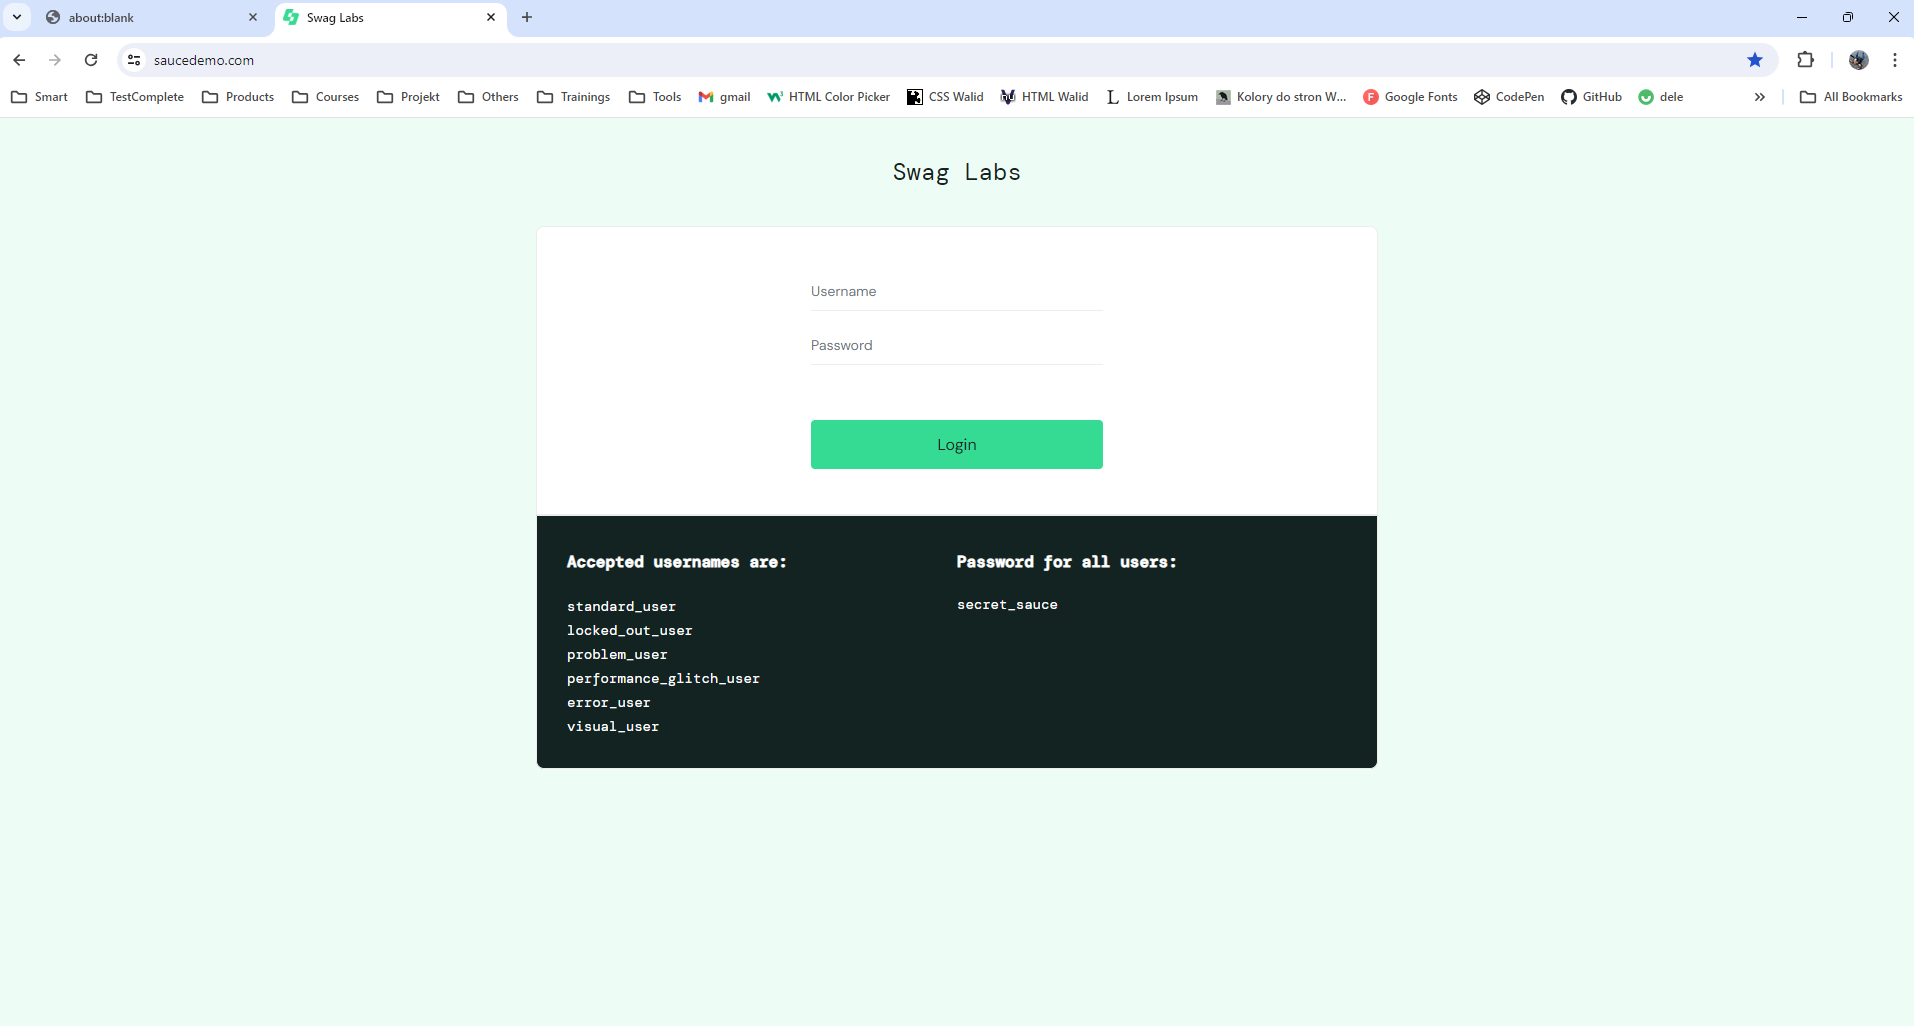 about:blank
Swag Labs
saucedemo.com
Smart TestComplete Products Courses Projekt Others Trainings Tools gmail HTML Color Picker CSS Walid HTML Walid Lorem Ipsum Kolory do stron W... Google Fonts CodePen GitHub dele All Bookmarks
Swag Labs
Username
Password
Login
Accepted usernames are:
standard_user
locked_out_user
problem_user
performance_glitch_user
error_user
visual_user
Password for all users:
secret_sauce